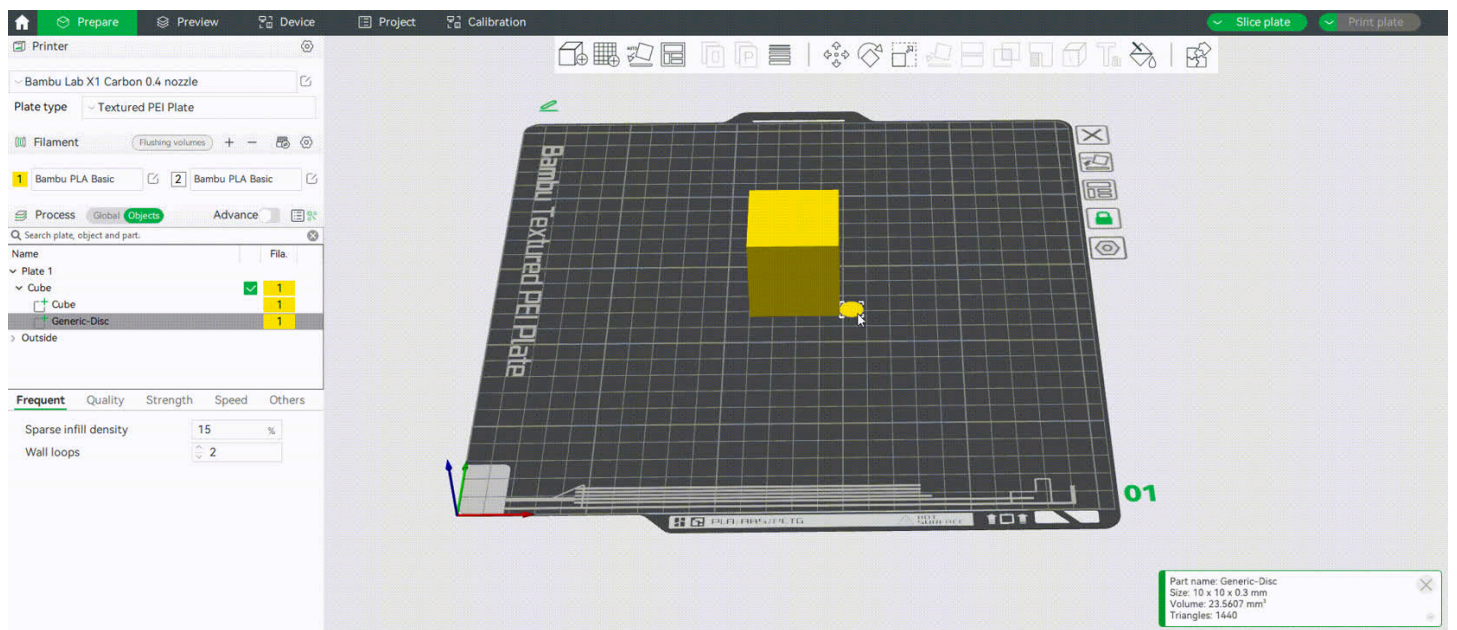 Prepare Preview Device Project Calibration Slice plate Print plate
Printer
Bambu Lab X1 Carbon 0.4 nozzle
Plate type Textured PEI Plate
Filament Flushing volumes + −
1 Bambu PLA Basic 2 Bambu PLA Basic
Process Global Objects Advance
Search plate, object and part.
Name Fila.
Plate 1
Cube 1
Cube 1
Generic-Disc 1
Outside
Frequent Quality Strength Speed Others
Sparse infill density 15 %
Wall loops 2
AUTO
Bambu Textured PEI Plate
01
PLA/ABS/PETG HOT
SURFACE
Part name: Generic-Disc
Size: 10 x 10 x 0.3 mm
Volume: 23.5607 mm³
Triangles: 1440